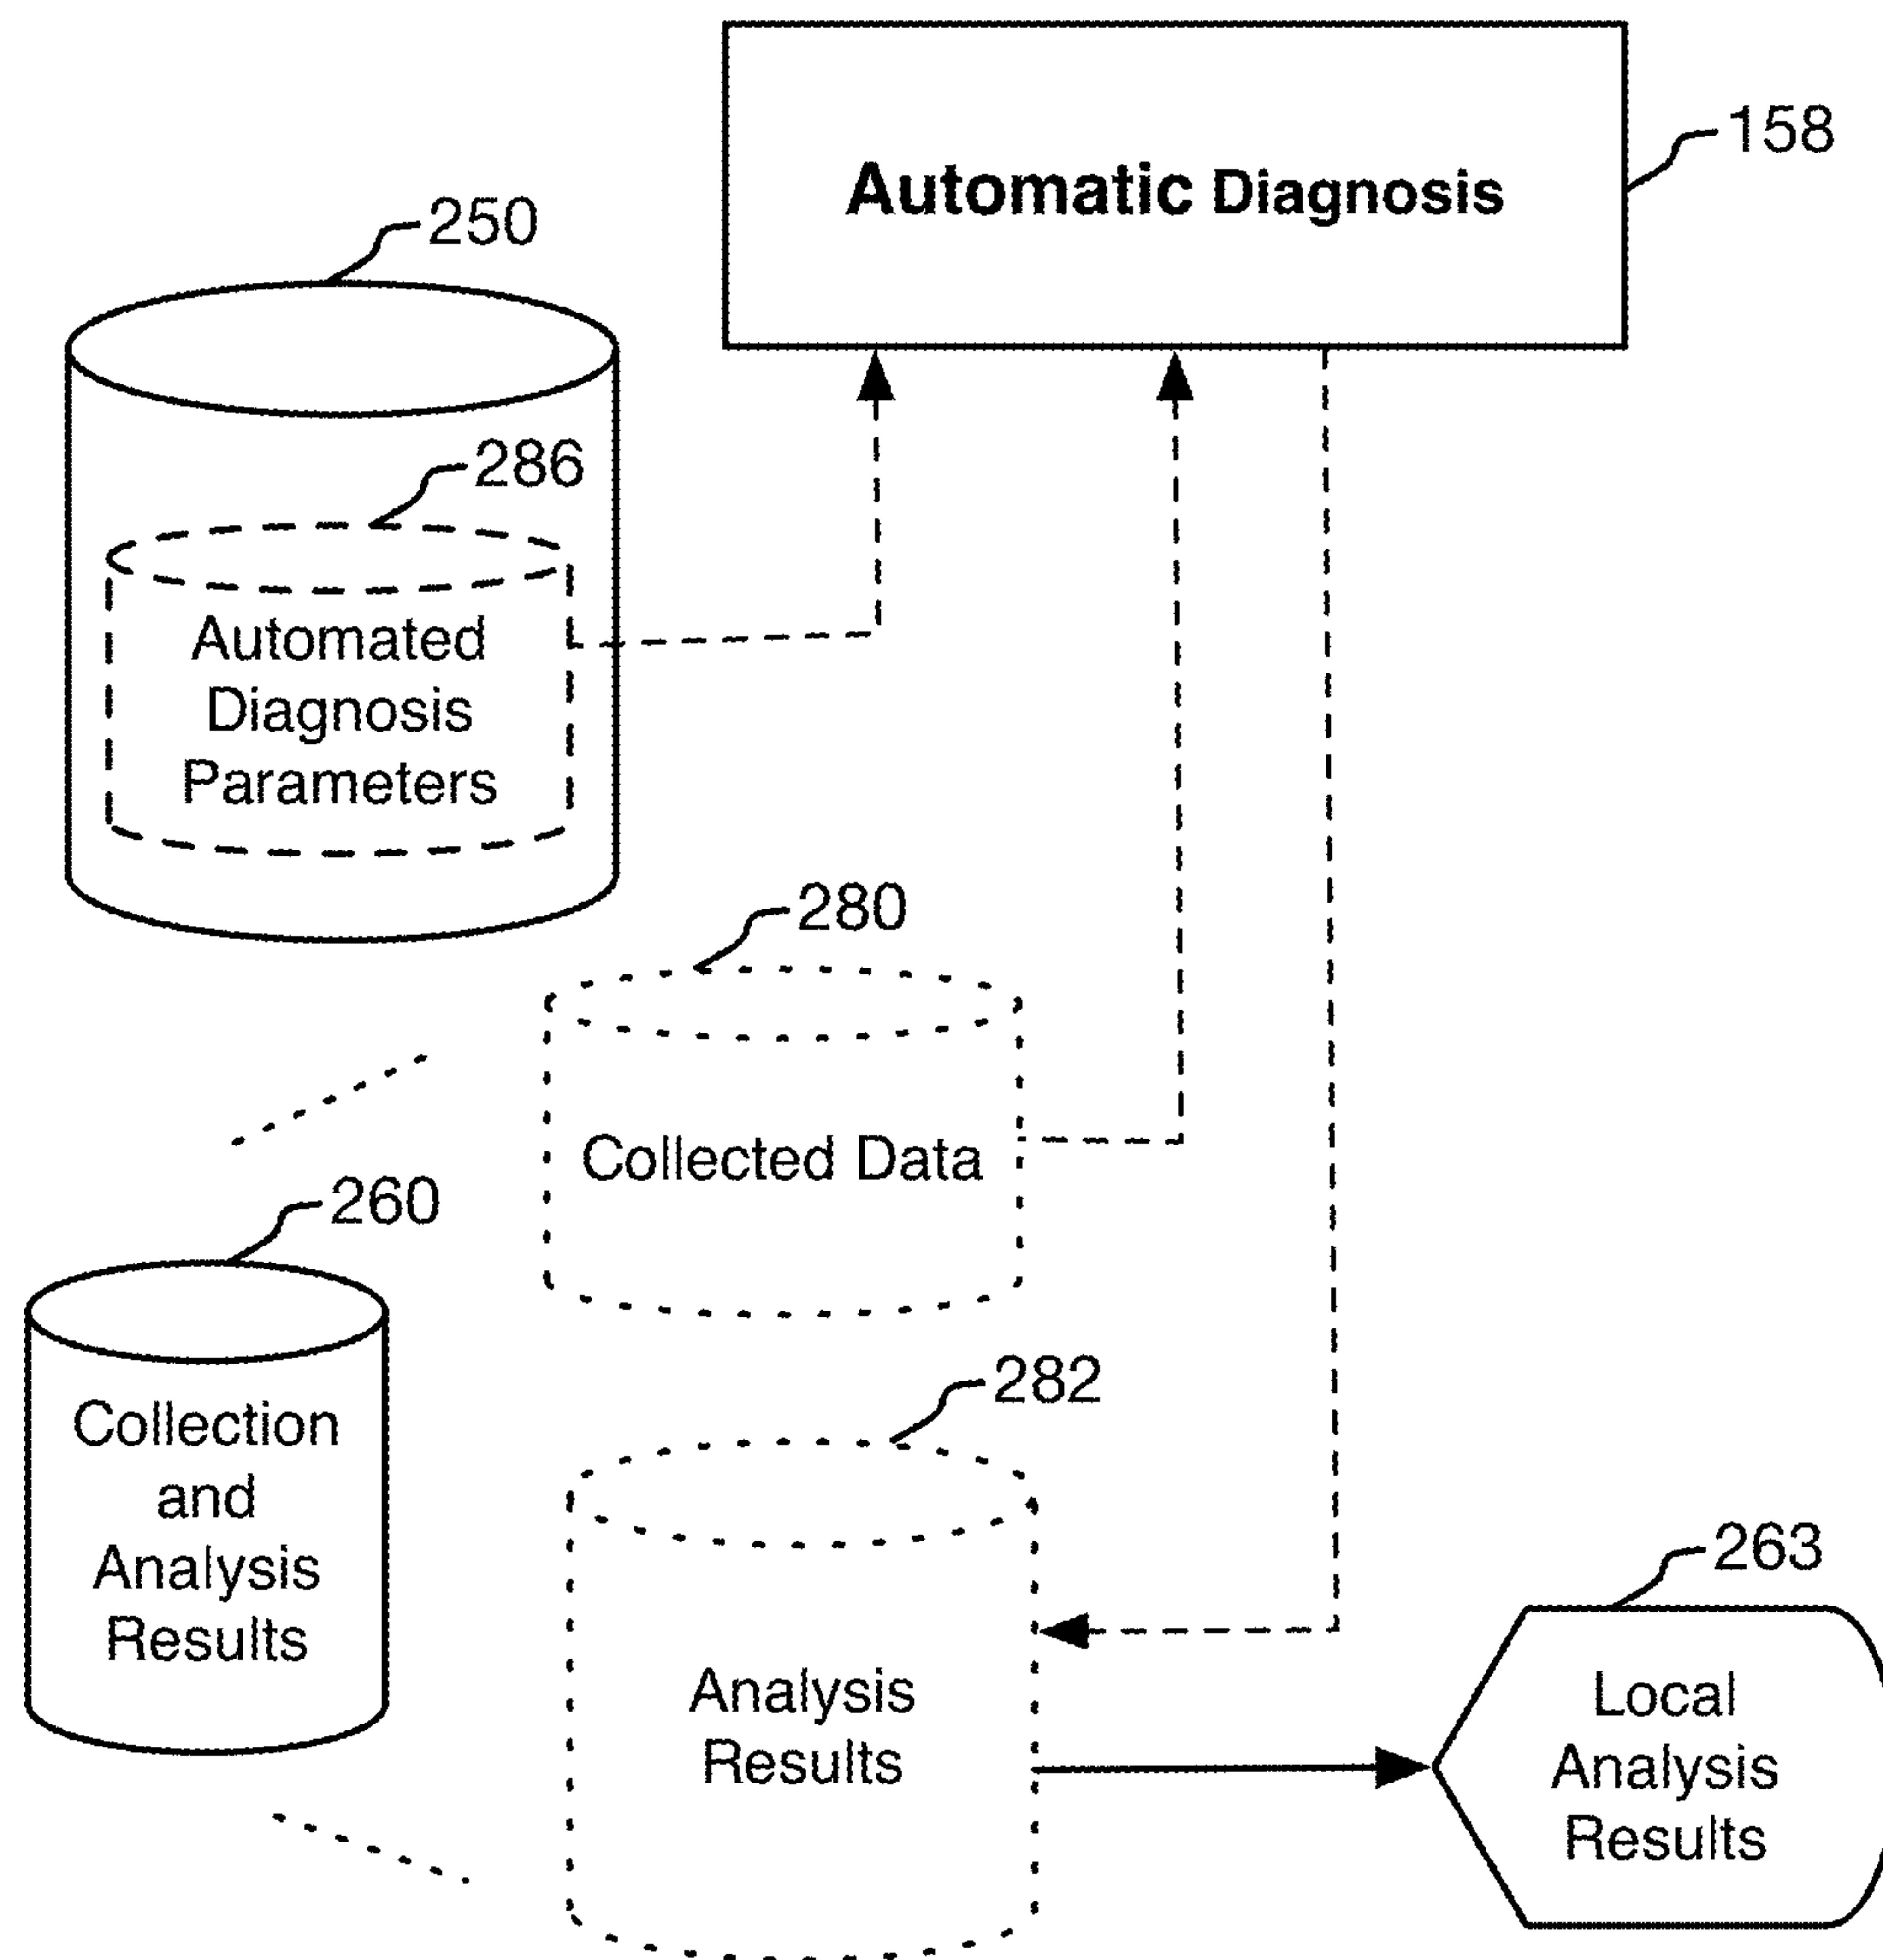 158
Automatic Diagnosis
250
286
Automated
Diagnosis
Parameters
280
Collected Data
260
Collection
and
Analysis
Results
282
Analysis
Results
263
Local
Analysis
Results